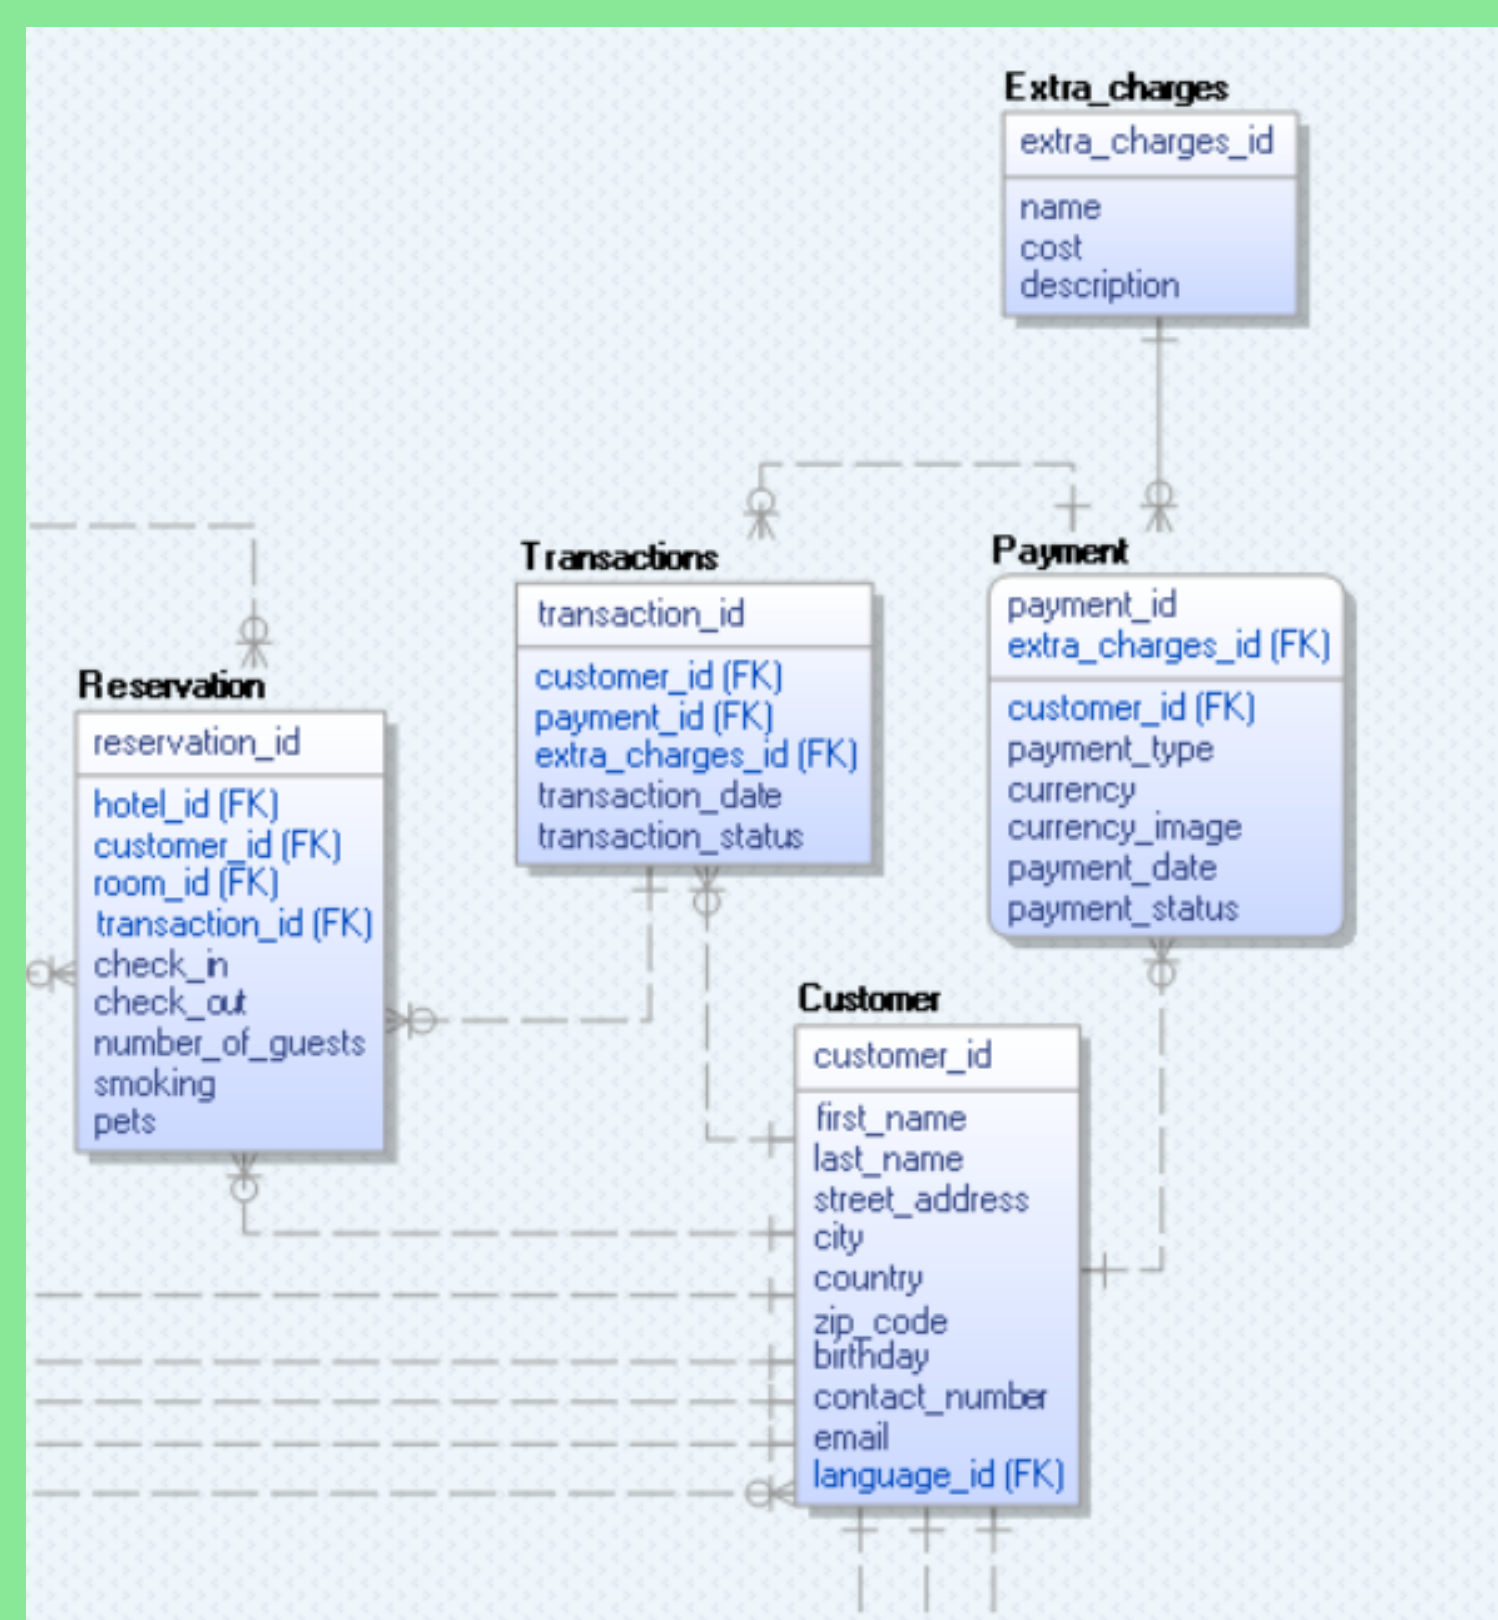 Extra_charges
extra_charges_id
name
cost
description
Transactions
transaction_id
customer_id (FK)
payment_id (FK)
extra_charges_id (FK)
transaction_date
transaction_status
Payment
payment_id
extra_charges_id (FK)
customer_id (FK)
payment_type
currency
currency_image
payment_date
payment_status
Reservation
reservation_id
hotel_id (FK)
customer_id (FK)
room_id (FK)
transaction_id (FK)
check_in
check_out
number_of_guests
smoking
pets
Customer
customer_id
first_name
last_name
street_address
city
country
zip_code
birthday
contact_number
email
language_id (FK)